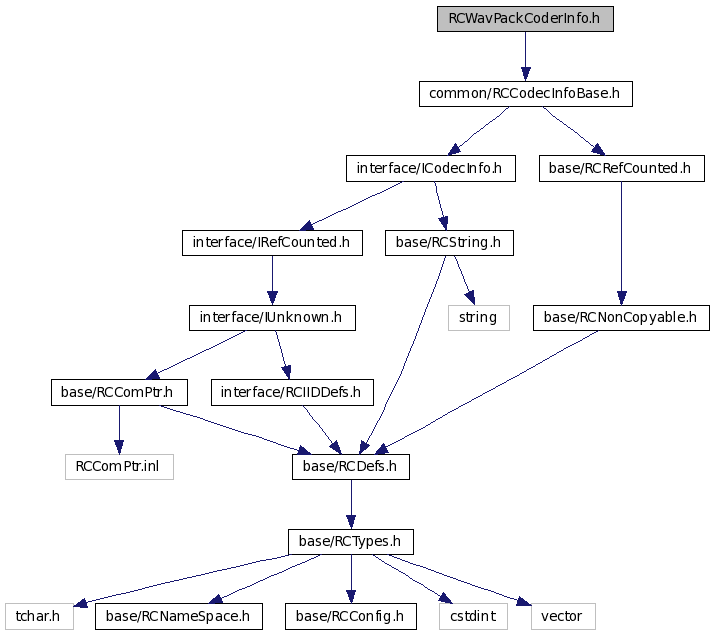 RCWavPackCoderInfo.h
common/RCCodecInfoBase.h
interface/ICodecInfo.h
base/RCRefCounted.h
interface/IRefCounted.h
base/RCString.h
interface/IUnknown.h
string
base/RCNonCopyable.h
base/RCComPtr.h
interface/RCIIDDefs.h
RCComPtr.inl
base/RCDefs.h
base/RCTypes.h
tchar.h
base/RCNameSpace.h
base/RCConfig.h
cstdint
vector